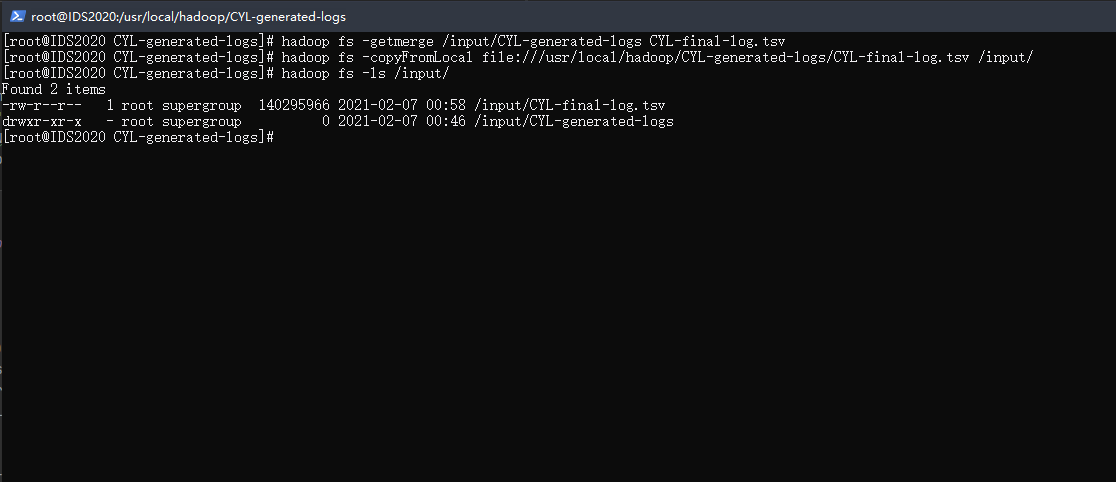 root@IDS2020:/usr/local/hadoop/CYL-generated-logs
[root@IDS2020 CYL-generated-logs]# hadoop fs -getmerge /input/CYL-generated-logs CYL-final-log.tsv
[root@IDS2020 CYL-generated-logs]# hadoop fs -copyFromLocal file:///usr/local/hadoop/CYL-generated-logs/CYL-final-log.tsv /input/
[root@IDS2020 CYL-generated-logs]# hadoop fs -ls /input/
Found 2 items
-rw-r--r--   1 root supergroup  140295966 2021-02-07 00:58 /input/CYL-final-log.tsv
drwxr-xr-x   - root supergroup          0 2021-02-07 00:46 /input/CYL-generated-logs
[root@IDS2020 CYL-generated-logs]#